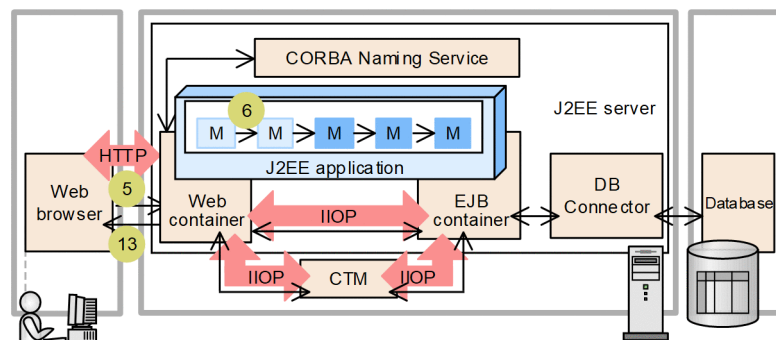 CORBA Naming Service
6
J2EE server
M M M M M
HTTP
J2EE application
Web
browser
5
Web
container
IIOP
EJB
container
DB
Connector
Database
13
IIOP
CTM
IIOP